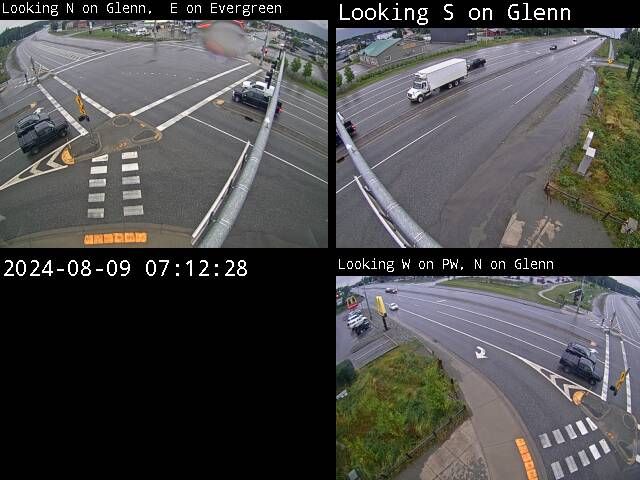 Looking N on Glenn,  E on Evergreen
Looking S on Glenn
2024-08-09 07:12:28
Looking W on PW, N on Glenn